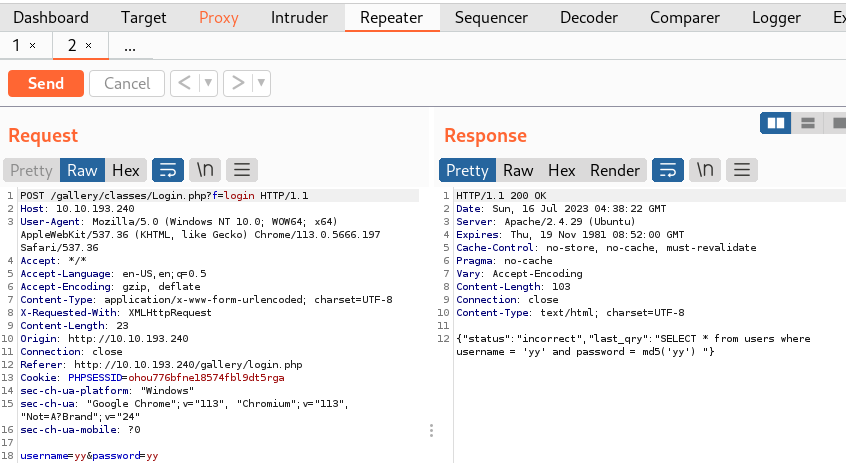 Dashboard Target Proxy Intruder Repeater Sequencer Decoder Comparer Logger Ex
1 × 2 × ...
Send Cancel < ▼ > ▼
Request
Pretty Raw Hex \n
1 POST /gallery/classes/Login.php?f=login HTTP/1.1
2 Host: 10.10.193.240
3 User-Agent: Mozilla/5.0 (Windows NT 10.0; WOW64; x64)
AppleWebKit/537.36 (KHTML, like Gecko) Chrome/113.0.5666.197
Safari/537.36
4 Accept: */*
5 Accept-Language: en-US,en;q=0.5
6 Accept-Encoding: gzip, deflate
7 Content-Type: application/x-www-form-urlencoded; charset=UTF-8
8 X-Requested-With: XMLHttpRequest
9 Content-Length: 23
10 Origin: http://10.10.193.240
11 Connection: close
12 Referer: http://10.10.193.240/gallery/login.php
13 Cookie: PHPSESSID=ohou776bfne18574fbl9dt5rga
14 sec-ch-ua-platform: "Windows"
15 sec-ch-ua: "Google Chrome";v="113", "Chromium";v="113",
"Not=A?Brand";v="24"
16 sec-ch-ua-mobile: ?0
17
18 username=yy&password=yy
Response
Pretty Raw Hex Render \n
1 HTTP/1.1 200 OK
2 Date: Sun, 16 Jul 2023 04:38:22 GMT
3 Server: Apache/2.4.29 (Ubuntu)
4 Expires: Thu, 19 Nov 1981 08:52:00 GMT
5 Cache-Control: no-store, no-cache, must-revalidate
6 Pragma: no-cache
7 Vary: Accept-Encoding
8 Content-Length: 103
9 Connection: close
10 Content-Type: text/html; charset=UTF-8
11
12 {"status":"incorrect","last_qry":"SELECT * from users where
username = 'yy' and password = md5('yy') "}